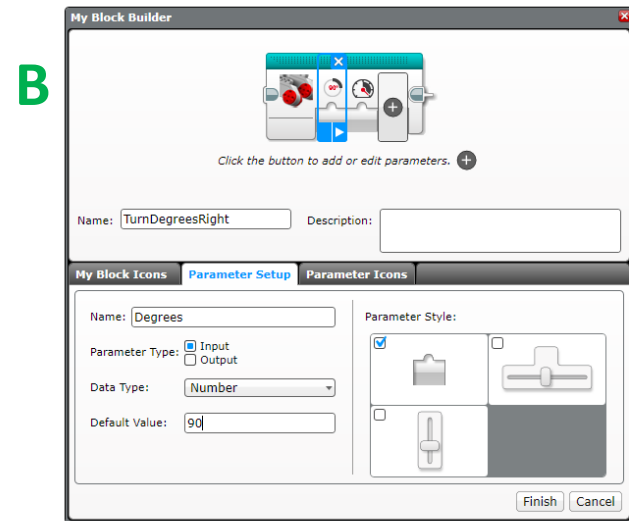 My Block Builder
B
90°
Click the button to add or edit parameters.
Name: TurnDegreesRight Description:
My Block Icons Parameter Setup Parameter Icons
Name: Degrees Parameter Style:
Parameter Type: Input
Output
Data Type: Number
Default Value: 90
Finish Cancel